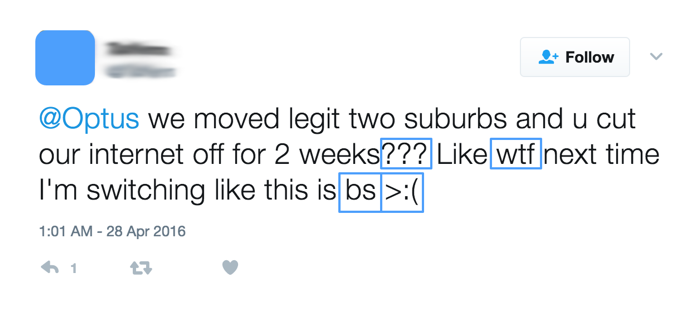 Follow
@Optus we moved legit two suburbs and u cut
our internet off for 2 weeks??? Like wtf next time
I'm switching like this is bs >:(
1:01 AM - 28 Apr 2016
1